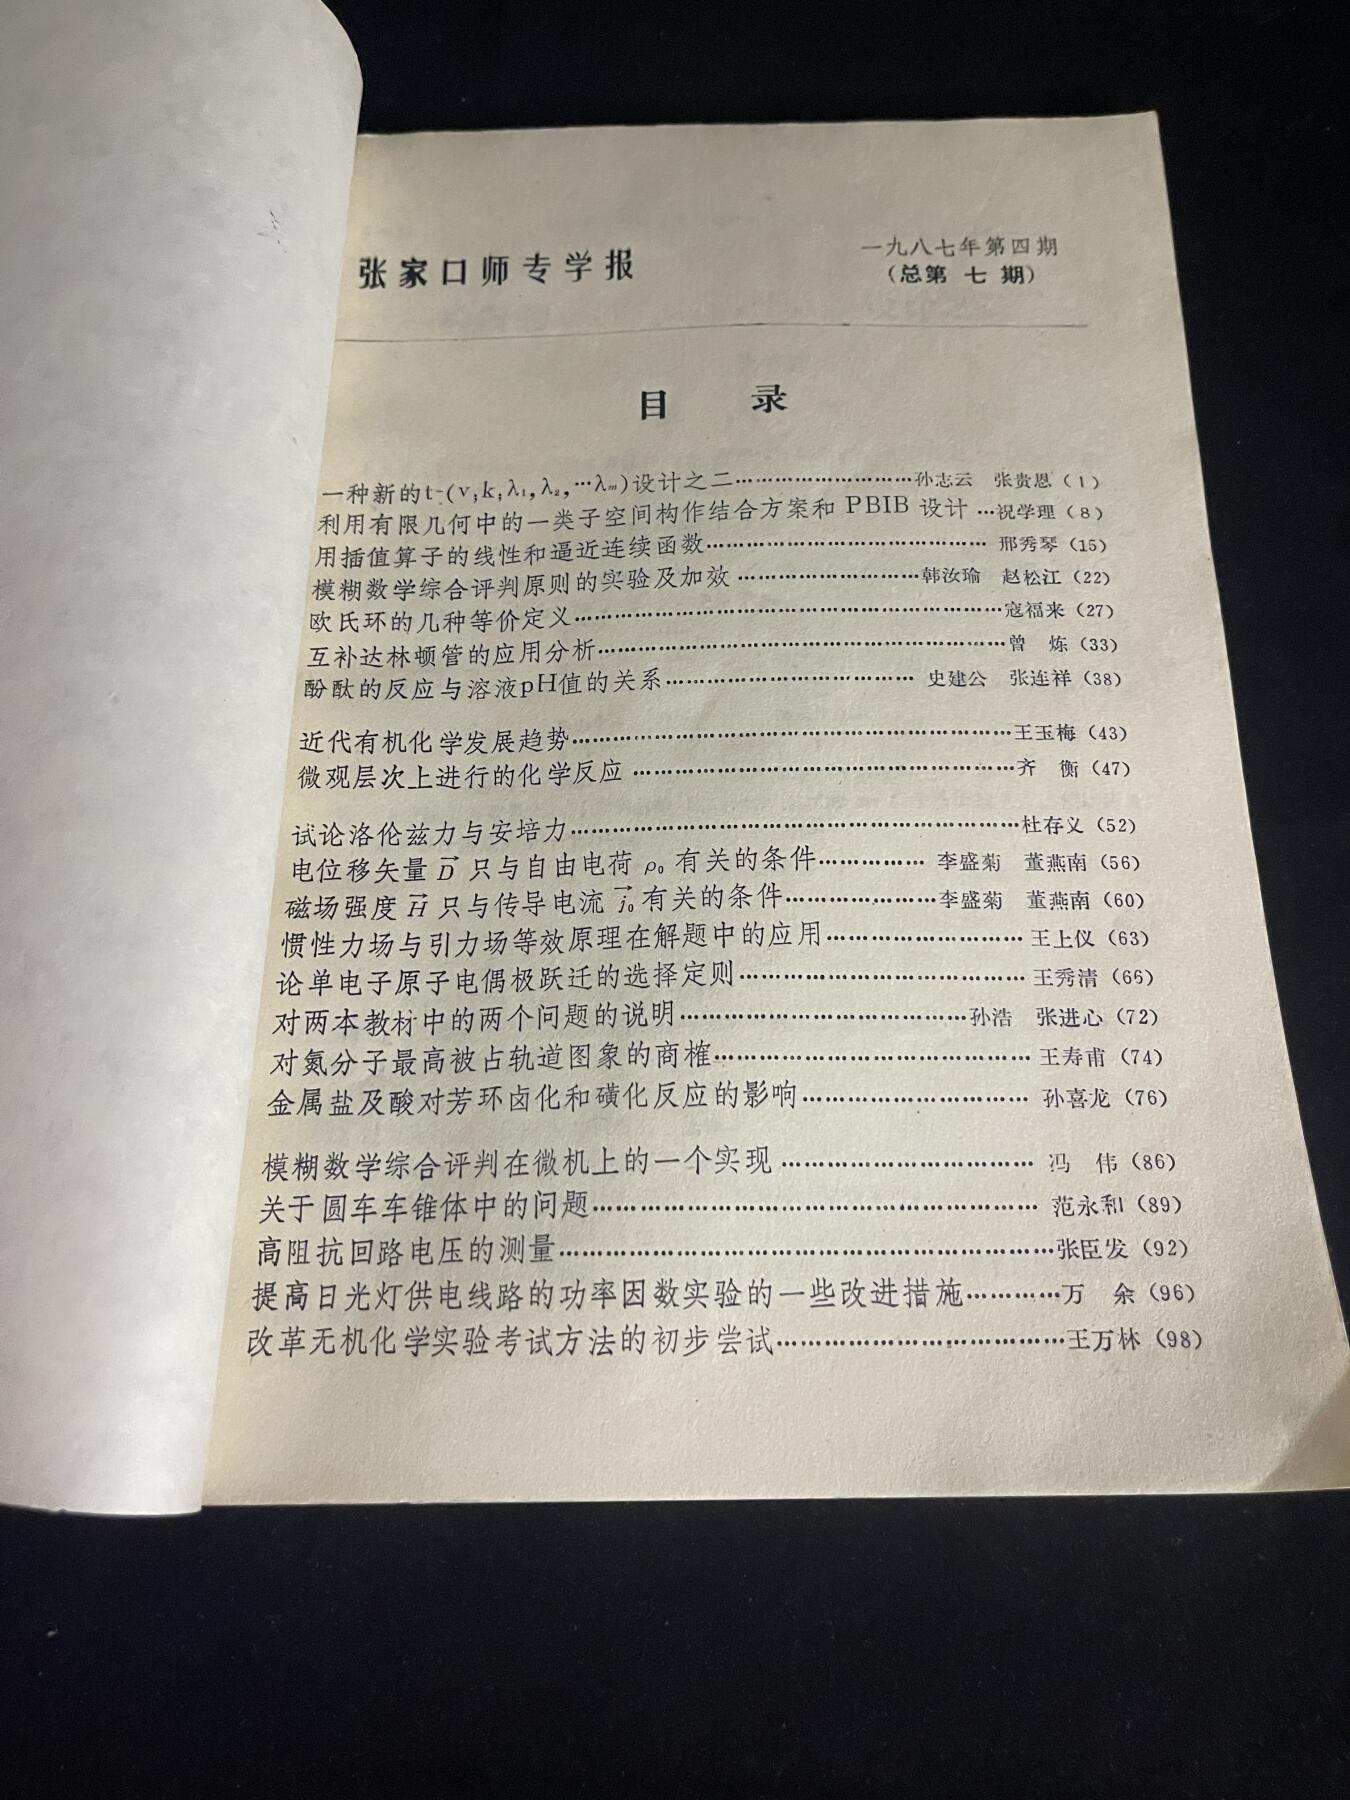 张家口师专学报
一九八七年第四期
（总第 七 期）
目 录
一种新的t-(v,k,λ₁,λ₂,…λₘ)设计之二……………………孙志云 张贵恩（1）
利用有限几何中的一类子空间构作结合方案和PBIB设计…祝学理（8）
用插值算子的线性和逼近连续函数……………………………邢秀琴（15）
模糊数学综合评判原则的实验及加效……………………韩汝瑜 赵松江（22）
欧氏环的几种等价定义…………………………………………寇福来（27）
互补达林顿管的应用分析………………………………………曾 炼（33）
酚酞的反应与溶液pH值的关系…………………………史建公 张连祥（38）
近代有机化学发展趋势…………………………………………王玉梅（43）
微观层次上进行的化学反应……………………………………齐 衡（47）
试论洛伦兹力与安培力…………………………………………杜存义（52）
电位移矢量D⃗只与自由电荷ρ₀有关的条件…………… 李盛菊 董燕南（56）
磁场强度H⃗只与传导电流j⃗₀有关的条件…………………李盛菊 董燕南（60）
惯性力场与引力场等效原理在解题中的应用……………………王上仪（63）
论单电子原子电偶极跃迁的选择定则……………………………王秀清（66）
对两本教材中的两个问题的说明……………………………孙浩 张进心（72）
对氮分子最高被占轨道图象的商榷………………………………王寿甫（74）
金属盐及酸对芳环卤化和磺化反应的影响………………………孙喜龙（76）
模糊数学综合评判在微机上的一个实现…………………………冯 伟（86）
关于圆车车锥体中的问题…………………………………………范永和（89）
高阻抗回路电压的测量……………………………………………张臣发（92）
提高日光灯供电线路的功率因数实验的一些改进措施…………万 余（96）
改革无机化学实验考试方法的初步尝试…………………………王万林（98）